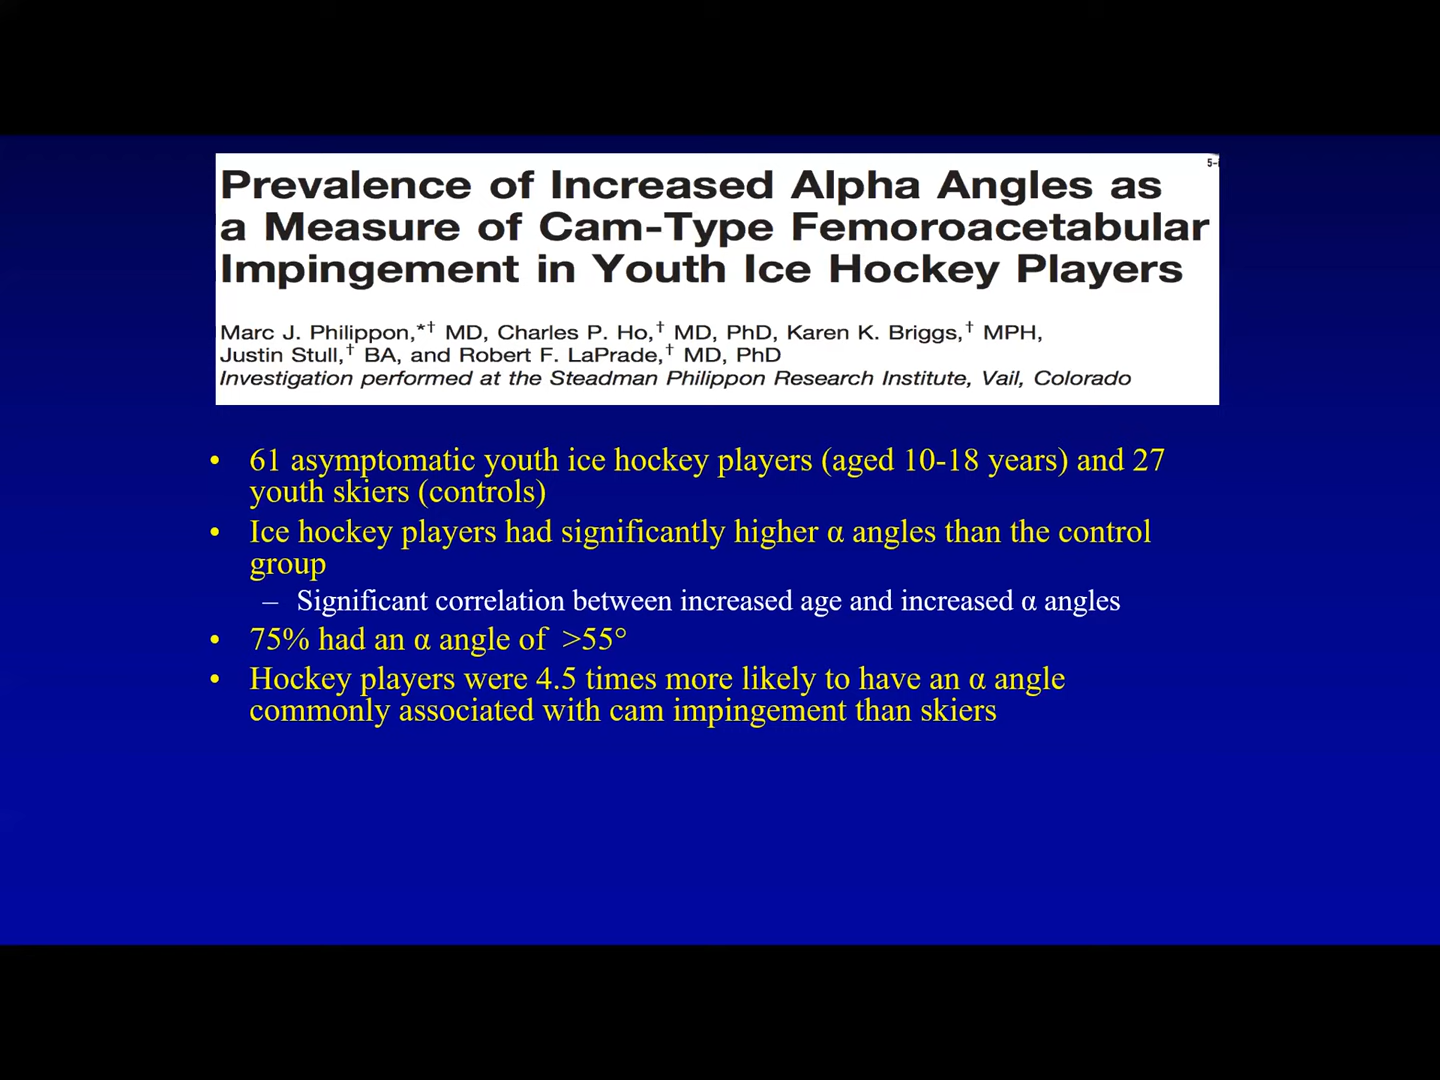 Prevalence of Increased Alpha Angles as
a Measure of Cam-Type Femoroacetabular
Impingement in Youth Ice Hockey Players
Marc J. Philippon,*† MD, Charles P. Ho,† MD, PhD, Karen K. Briggs,† MPH,
Justin Stull,† BA, and Robert F. LaPrade,† MD, PhD
Investigation performed at the Steadman Philippon Research Institute, Vail, Colorado
• 61 asymptomatic youth ice hockey players (aged 10-18 years) and 27
youth skiers (controls)
• Ice hockey players had significantly higher α angles than the control
group
– Significant correlation between increased age and increased α angles
• 75% had an α angle of >55°
• Hockey players were 4.5 times more likely to have an α angle
commonly associated with cam impingement than skiers